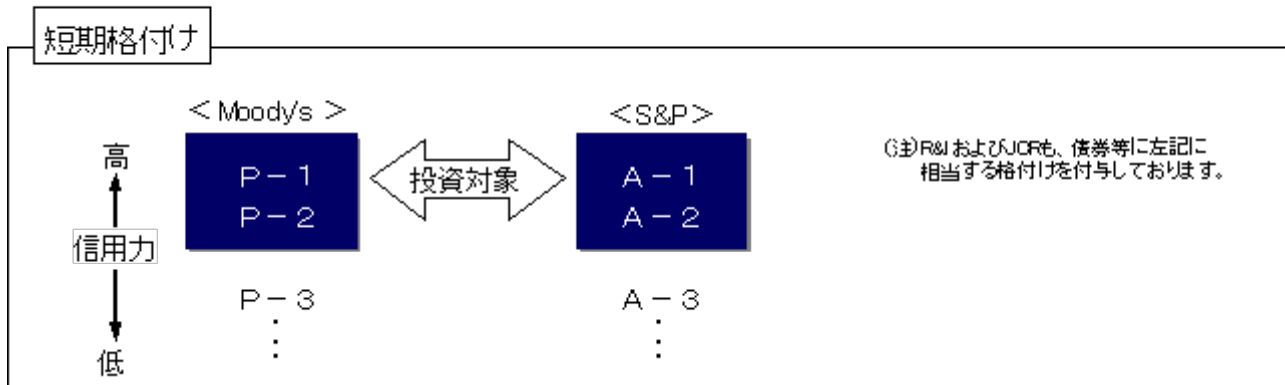 短期格付け
＜Moody's＞
＜S&P＞
高
信用力
低
P－1
P－2
投資対象
A－1
A－2
P－3
：
A－3
：
(注)R&IおよびJCRも、債券等に左記に
相当する格付けを付与しております。